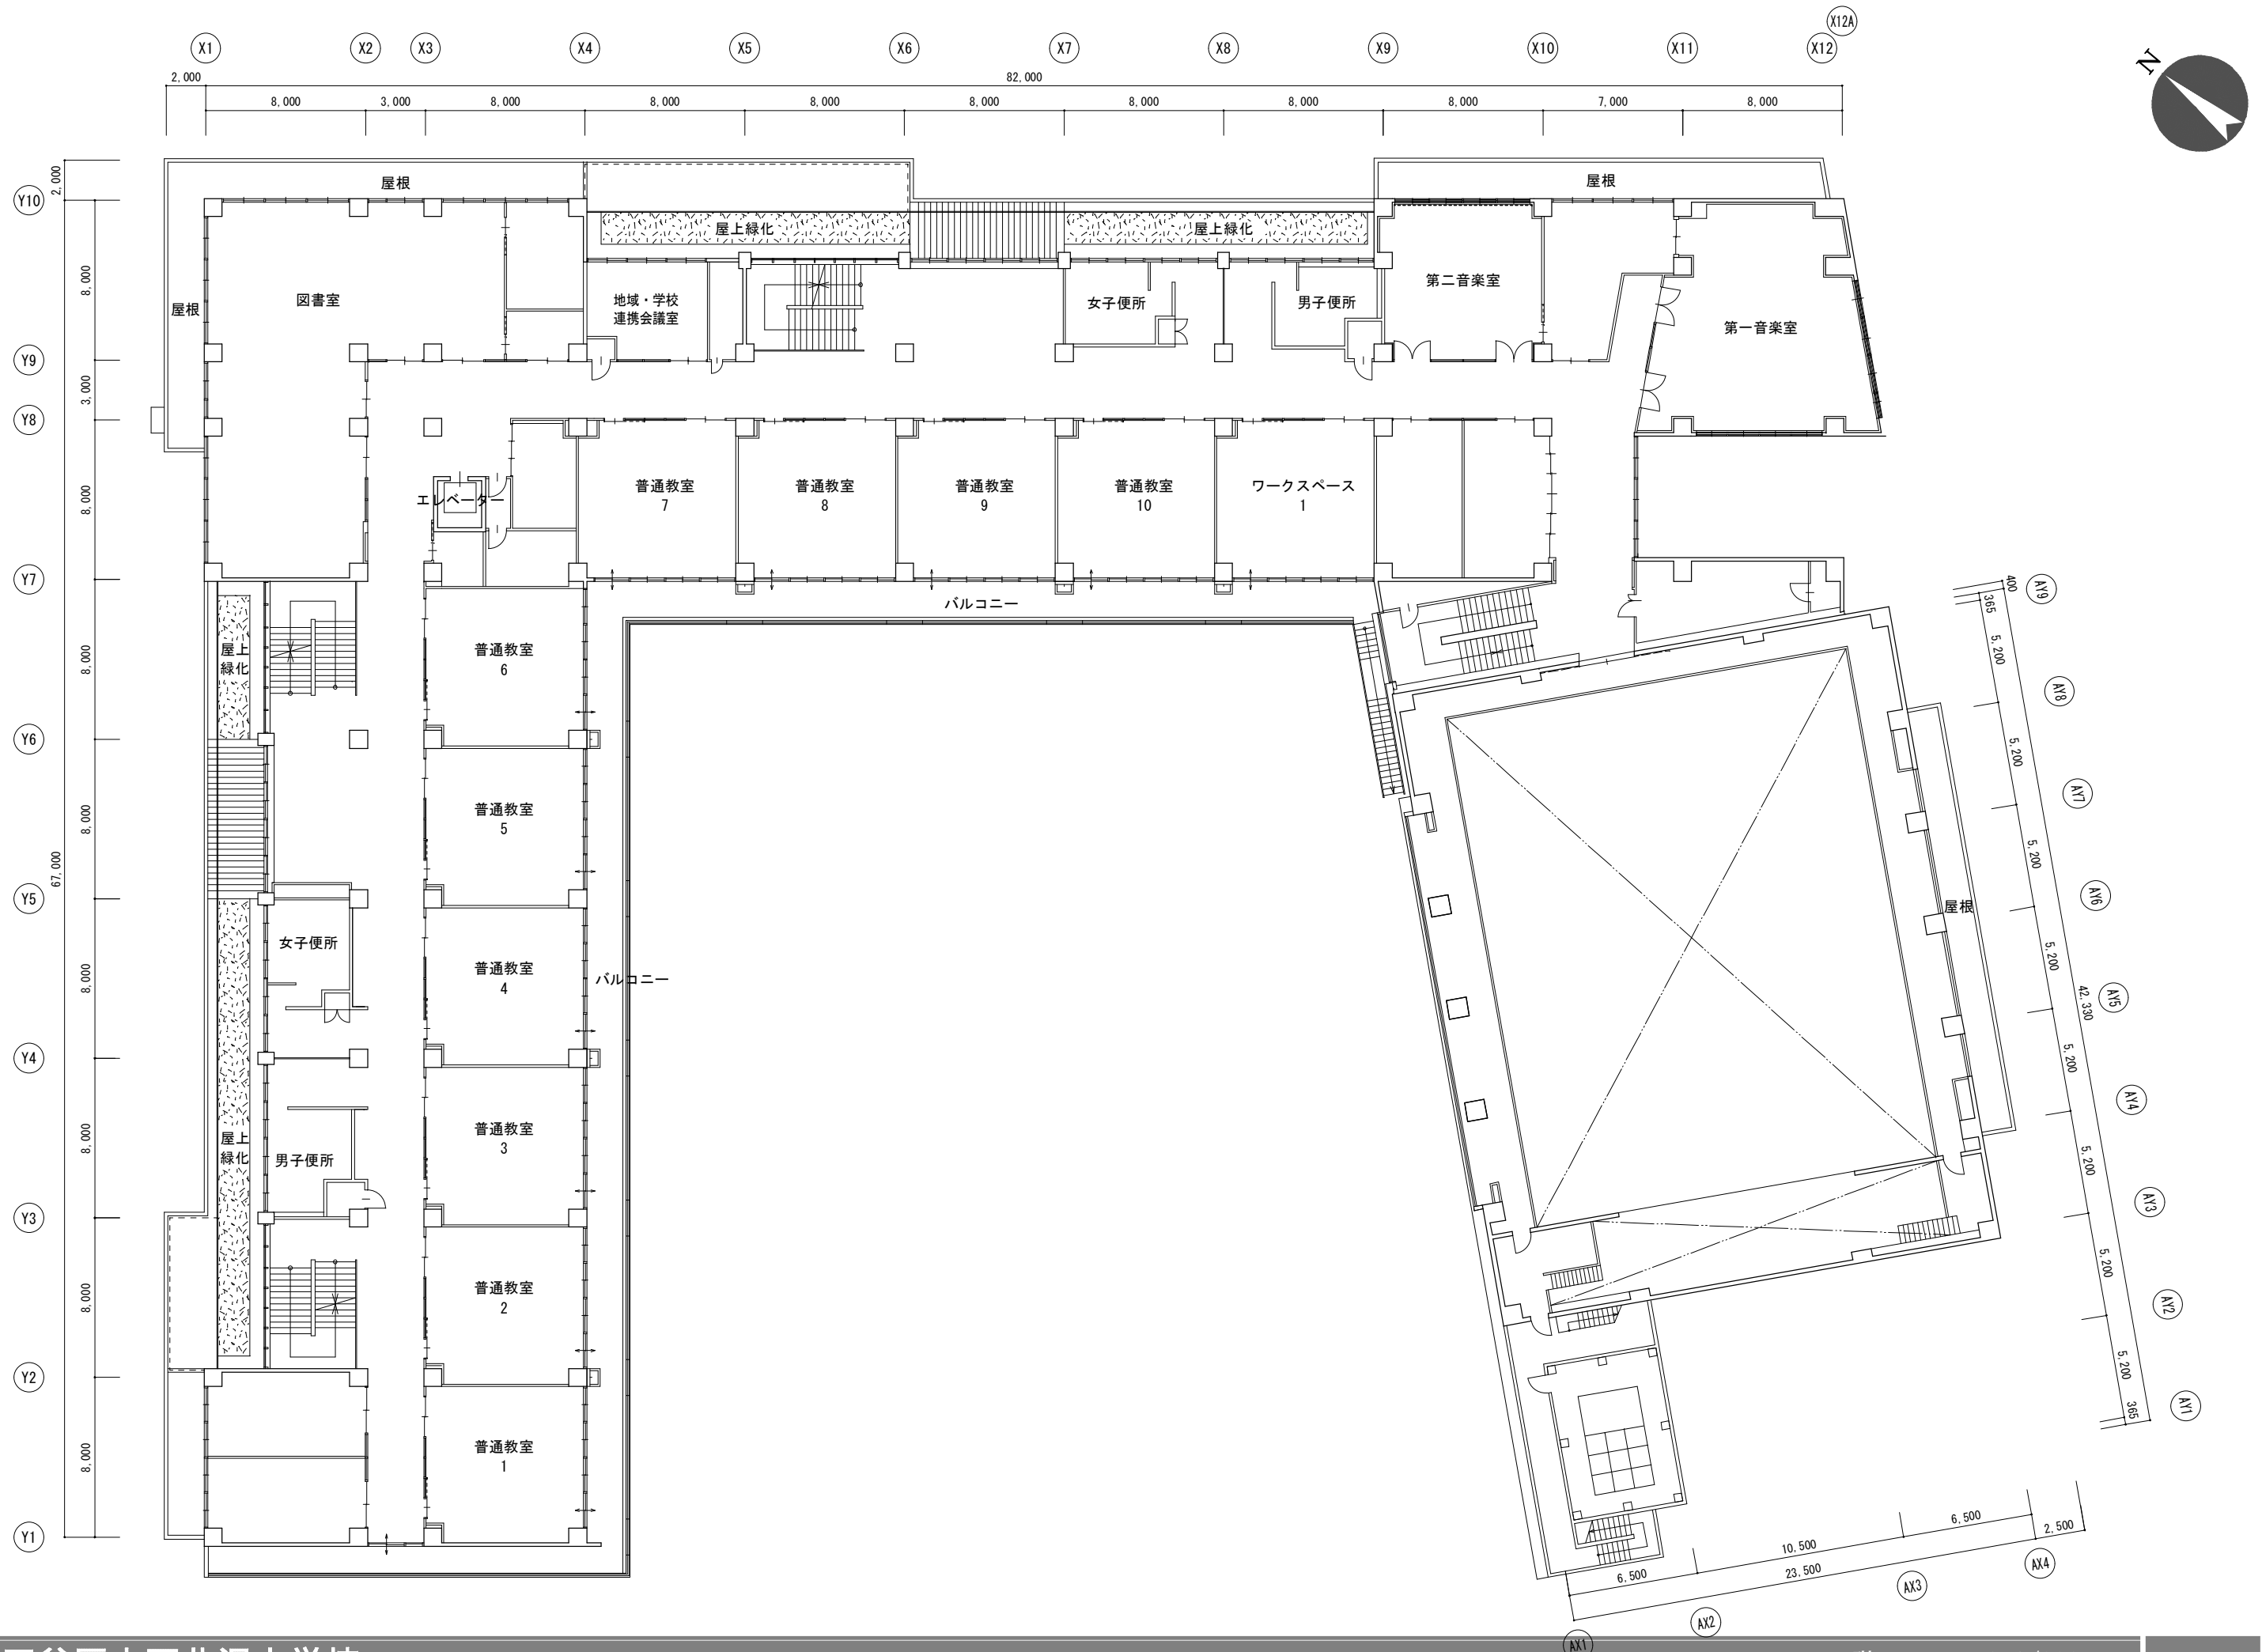 X1 X2 X3 X4 X5 X6 X7 X8 X9 X10 X11 X12 X12A
N
2,000 82,000
8,000 3,000 8,000 8,000 8,000 8,000 8,000 8,000 8,000 7,000 8,000
2,000
屋根
屋根
Y10
屋上緑化
屋上緑化
8,000
図書室
地域・学校
連携会議室
女子便所
男子便所
第二音楽室
第一音楽室
屋根
Y9
3,000
Y8
8,000
エレベーター
普通教室
7
普通教室
8
普通教室
9
普通教室
10
ワークスペース
1
Y7
バルコニー
8,000
屋上
緑化
普通教室
6
Y6
8,000
普通教室
5
67,000
Y5
女子便所
8,000
普通教室
4
バルコニー
Y4
8,000
屋上
緑化
男子便所
普通教室
3
Y3
8,000
普通教室
2
Y2
8,000
普通教室
1
Y1
400
AY9
365
5,200
AY8
5,200
AY7
5,200
AY6
屋根
5,200
42,330
AY5
5,200
AY4
5,200
AY3
5,200
AY2
5,200
365
AY1
6,500 10,500 6,500 2,500
23,500
AX1 AX2 AX3 AX4